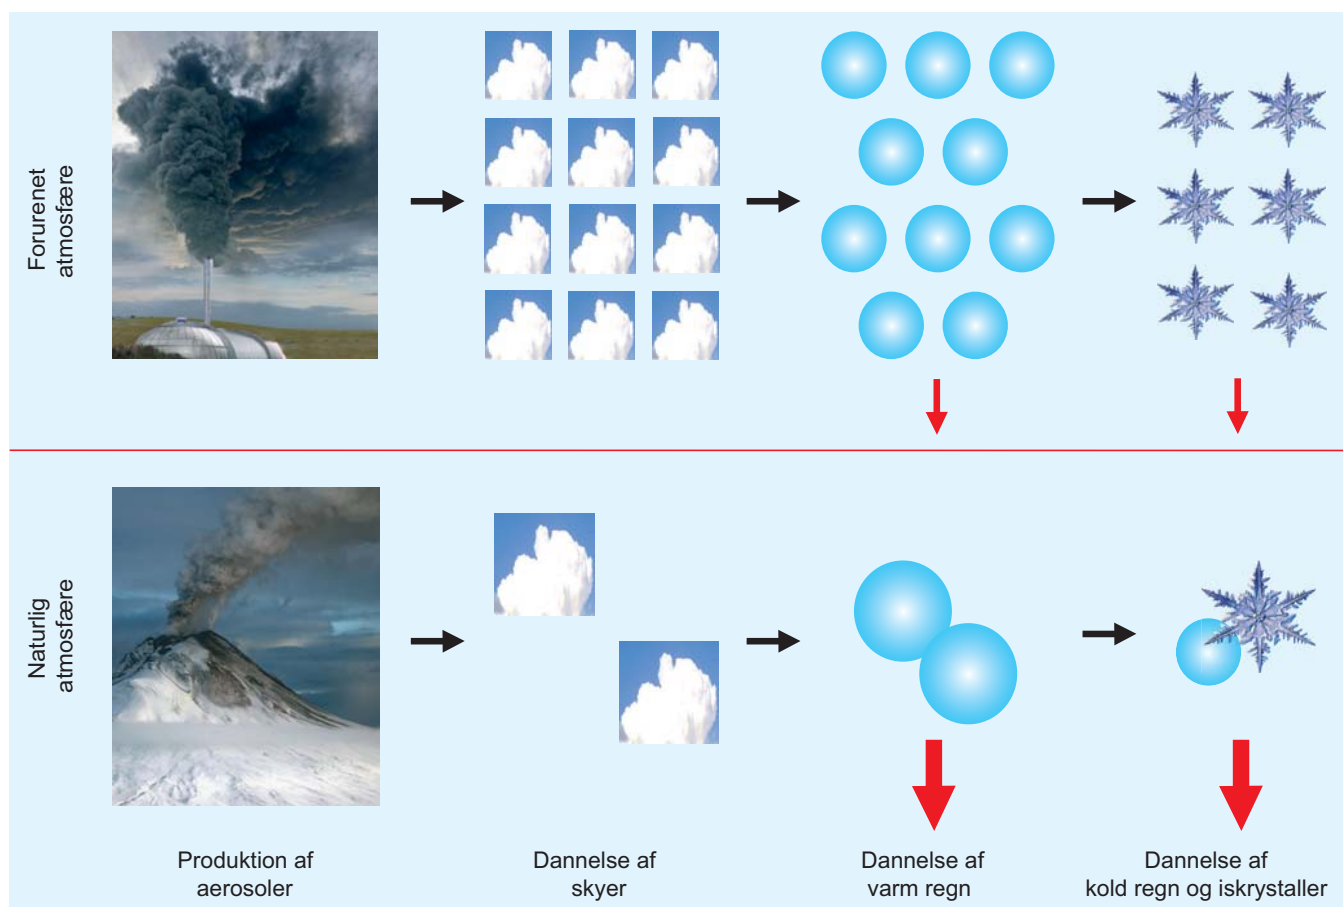 Forurenet
atmosfære
Naturlig
atmosfære
Produktion af
aerosoler
Dannelse af
skyer
Dannelse af
varm regn
Dannelse af
kold regn og iskrystaller